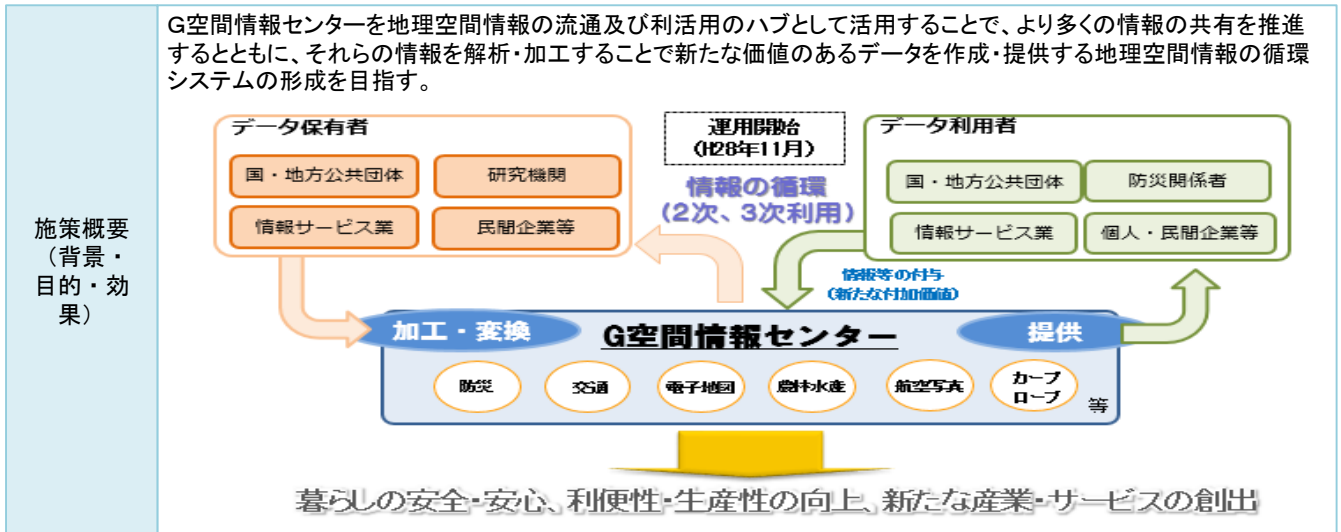 施策概要
（背景・
目的・効
果）
Ｇ空間情報センターを地理空間情報の流通及び利活用のハブとして活用することで、より多くの情報の共有を推進
するとともに、それらの情報を解析・加工することで新たな価値のあるデータを作成・提供する地理空間情報の循環
システムの形成を目指す。
データ保有者
国・地方公共団体
研究機関
情報サービス業
民間企業等
運用開始
(H28年11月)
情報の循環
(2次、3次利用)
データ利用者
国・地方公共団体
防災関係者
情報サービス業
個人・民間企業等
情報等の付与
(新たな付加価値)
加工・変換
G空間情報センター
提供
防災
交通
電子地図
農林水産
航空写真
カーブ
ローブ
等
暮らしの安全・安心、利便性・生産性の向上、新たな産業・サービスの創出